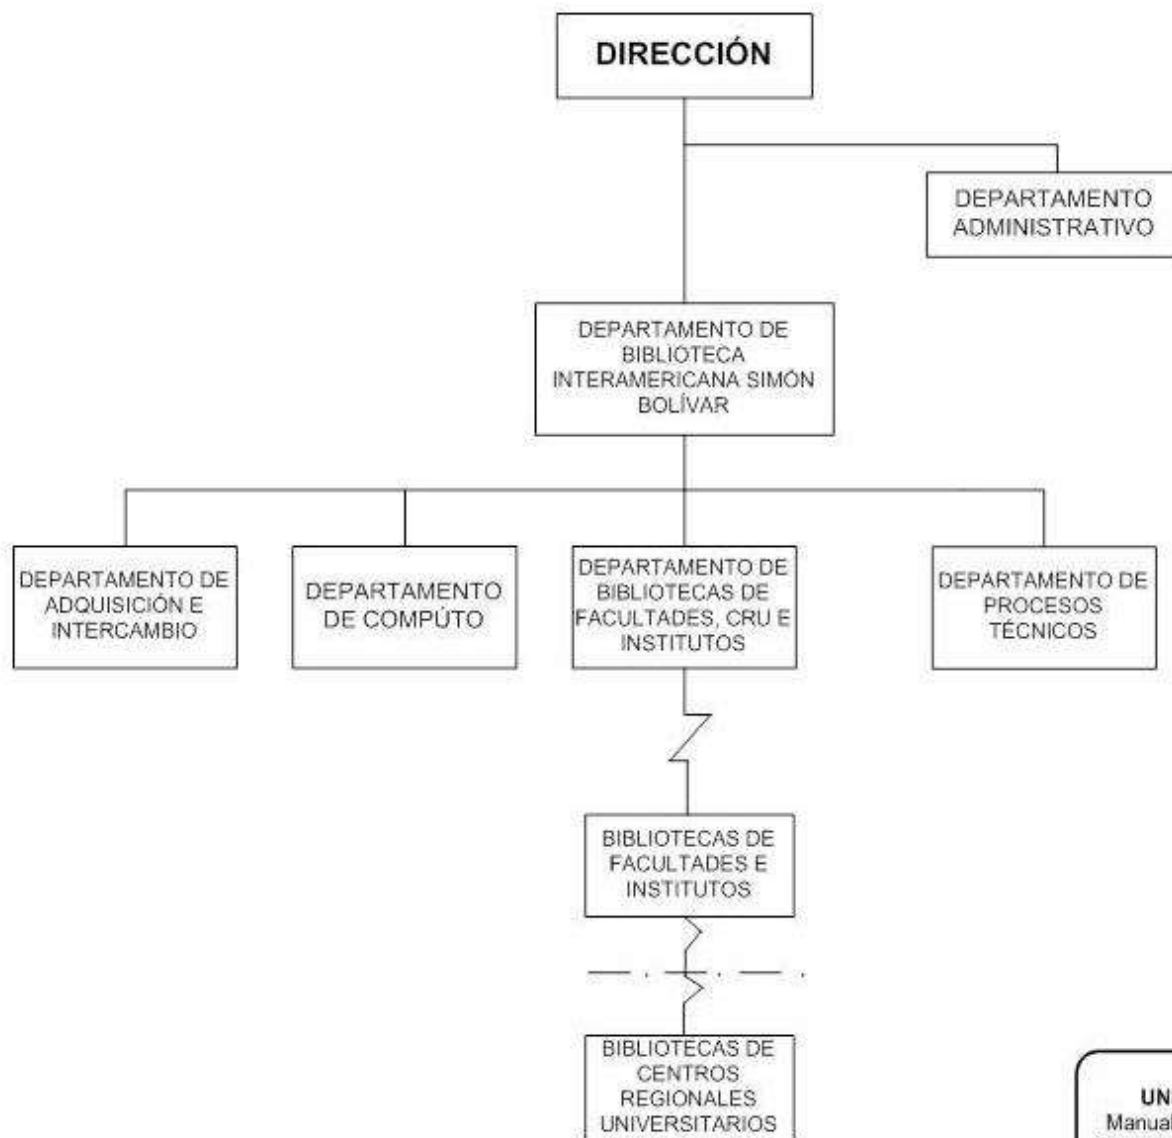 DIRECCIÓN
DEPARTAMENTO
ADMINISTRATIVO
DEPARTAMENTO DE
BIBLIOTECA
INTERAMERICANA SIMÓN
BOLÍVAR
DEPARTAMENTO DE
ADQUISICIÓN E
INTERCAMBIO
DEPARTAMENTO
DE COMPÚTO
DEPARTAMENTO DE
BIBLIOTECAS DE
FACULTADES, CRU E
INSTITUTOS
DEPARTAMENTO DE
PROCESOS
TÉCNICOS
BIBLIOTECAS DE
FACULTADES E
INSTITUTOS
BIBLIOTECAS DE
CENTROS
REGIONALES
UNIVERSITARIOS
UN
Manual